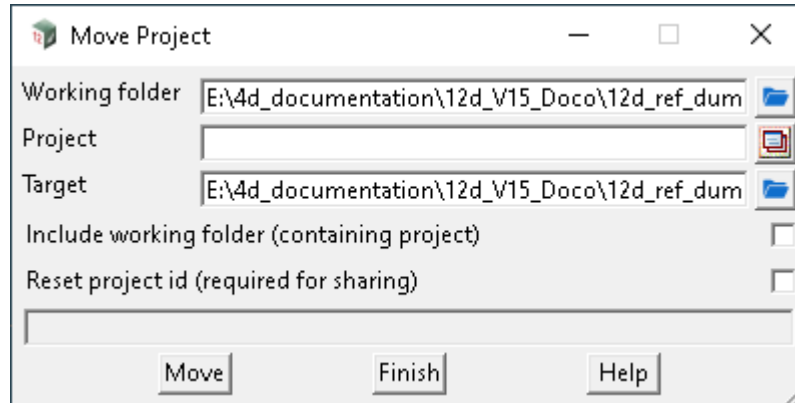 Move Project
Working folder E:\4d_documentation\12d_V15_Doco\12d_ref_dum
Project
Target E:\4d_documentation\12d_V15_Doco\12d_ref_dum
Include working folder (containing project)
Reset project id (required for sharing)
Move Finish Help